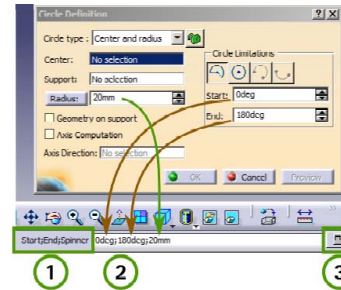 Circle Definition ? X
Circle type : Center and radius
Circle Limitations
Center: No selection
Support: No selection
Radius: 20mm
Start: 0deg
End: 180deg
Geometry on support
Axis Computation
Axis Direction: No selection
OK Cancel Preview
Start;End;Spinner 0deg;180deg;20mm
1 2 3